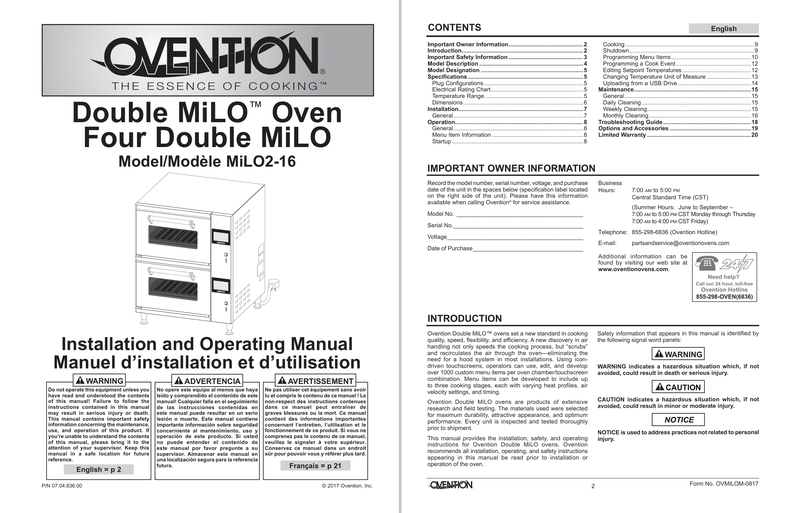 OVENTION®
THE ESSENCE OF COOKING™
Double MiLO™ Oven
Four Double MiLO
Model/Modèle MiLO2-16
Installation and Operating Manual
Manuel d'installation et d'utilisation
WARNING
Do not operate this equipment unless you
have read and understood the contents
of this manual! Failure to follow the
instructions contained in this manual
may result in serious injury or death.
This manual contains important safety
information concerning the maintenance,
use, and operation of this product. If
you're unable to understand the contents
of this manual, please bring it to the
attention of your supervisor. Keep this
manual in a safe location for future
reference.
English = p 2
ADVERTENCIA
No opere este equipo al menos que haya
leído y comprendido el contenido de este
manual! Cualquier falla en el seguimiento
de las instrucciones contenidas en
este manual puede resultar en un serio
lesión o muerte. Este manual contiene
importante información sobre seguridad
concerniente al mantenimiento, uso y
operación de este producto. Si usted
no puede entender el contenido de
este manual por favor pregunte a su
supervisor. Almacenar este manual en
una localización segura para la referencia
futura.
AVERTISSEMENT
Ne pas utiliser cet équipement sans avoir
lu et compris le contenu de ce manuel ! Le
non-respect des instructions contenues
dans ce manuel peut entraîner de
graves blessures ou la mort. Ce manuel
contient des informations importantes
concernant l'entretien, l'utilisation et le
fonctionnement de ce produit. Si vous ne
comprenez pas le contenu de ce manuel,
veuillez le signaler à votre supérieur.
Conservez ce manuel dans un endroit
sûr pour pouvoir vous y référer plus tard.
Français = p 21
P/N 07.04.836.00
© 2017 Ovention, Inc.
CONTENTS
English
Important Owner Information 2
Introduction 2
Important Safety Information 3
Model Description 4
Model Designation 5
Specifications 5
Plug Configurations 5
Electrical Rating Chart 5
Temperature Range 5
Dimensions 6
Installation 7
General 7
Operation 8
General 8
Menu Item Information 8
Startup 8
Cooking 9
Shutdown 9
Programming Menu Items 10
Programming a Cook Event 12
Editing Setpoint Temperatures 12
Changing Temperature Unit of Measure 13
Uploading from a USB Drive 14
Maintenance 15
General 15
Daily Cleaning 15
Weekly Cleaning 15
Monthly Cleaning 16
Troubleshooting Guide 18
Options and Accessories 19
Limited Warranty 20
IMPORTANT OWNER INFORMATION
Record the model number, serial number, voltage, and purchase
date of the unit in the spaces below (specification label located
on the right side of the unit). Please have this information
available when calling Ovention® for service assistance.
Model No.
Serial No.
Voltage
Date of Purchase
Business
Hours: 7:00 AM to 5:00 PM
Central Standard Time (CST)
(Summer Hours: June to September –
7:00 AM to 5:00 PM CST Monday through Thursday
7:00 AM to 4:00 PM CST Friday)
Telephone: 855-298-6836 (Ovention Hotline)
E-mail: partsandservice@oventionovens.com
Additional information can be
found by visiting our web site at
www.oventionovens.com.
24/7
Need help?
Call our 24 hour, toll-free
Ovention Hotline
855-298-OVEN(6836)
INTRODUCTION
Ovention Double MiLO™ ovens set a new standard in cooking
quality, speed, flexibility, and efficiency. A new discovery in air
handling not only speeds the cooking process, but "scrubs"
and recirculates the air through the oven—eliminating the
need for a hood system in most installations. Using icon-
driven touchscreens, operators can use, edit, and develop
over 1000 custom menu items per oven chamber/touchscreen
combination. Menu items can be developed to include up
to three cooking stages, each with varying heat profiles, air
velocity settings, and timing.
Ovention Double MiLO ovens are products of extensive
research and field testing. The materials used were selected
for maximum durability, attractive appearance, and optimum
performance. Every unit is inspected and tested thoroughly
prior to shipment.
This manual provides the installation, safety, and operating
instructions for Ovention Double MiLO ovens. Ovention
recommends all installation, operating, and safety instructions
appearing in this manual be read prior to installation or
operation of the oven.
Safety information that appears in this manual is identified by
the following signal word panels:
WARNING
WARNING indicates a hazardous situation which, if not
avoided, could result in death or serious injury.
CAUTION
CAUTION indicates a hazardous situation which, if not
avoided, could result in minor or moderate injury.
NOTICE
NOTICE is used to address practices not related to personal
injury.
OVENTION
2
Form No. OVMILOM-0817